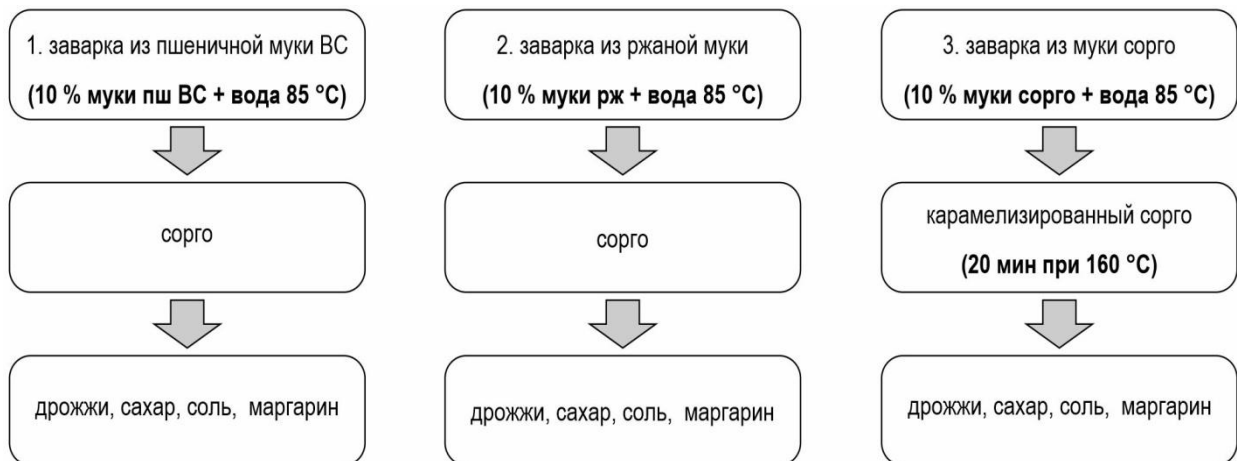 1. заварка из пшеничной муки ВС
(10 % муки пш ВС + вода 85 °С)
сорго
дрожжи, сахар, соль, маргарин
2. заварка из ржаной муки
(10 % муки рж + вода 85 °С)
сорго
дрожжи, сахар, соль, маргарин
3. заварка из муки сорго
(10 % муки сорго + вода 85 °С)
карамелизированный сорго
(20 мин при 160 °С)
дрожжи, сахар, соль, маргарин